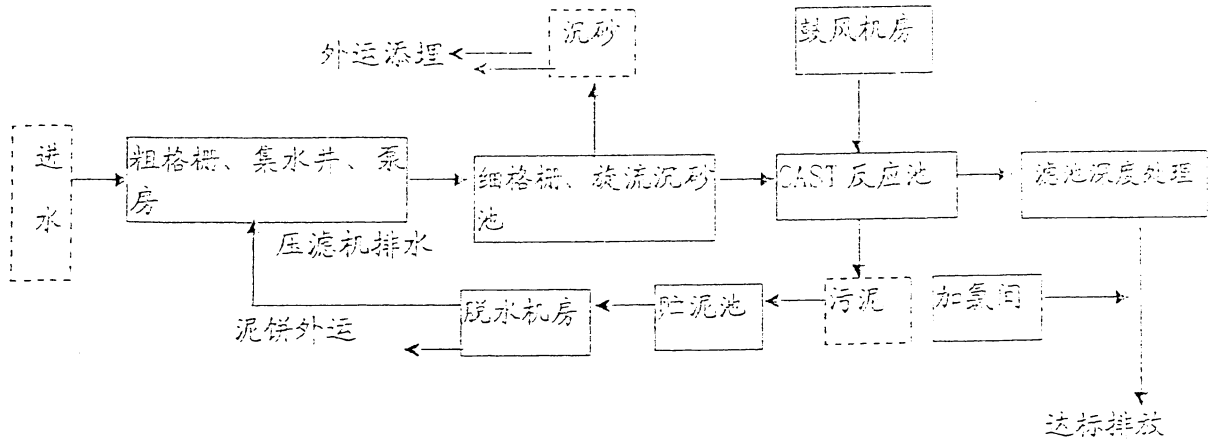 沉砂
鼓风机房
外运添埋
进
水
粗格栅、集水井、泵
房
细格栅、旋流沉砂
池
CAST 反应池
滤池深度处理
压滤机排水
脱水机房
贮泥池
污泥
加氯间
泥饼外运
达标排放